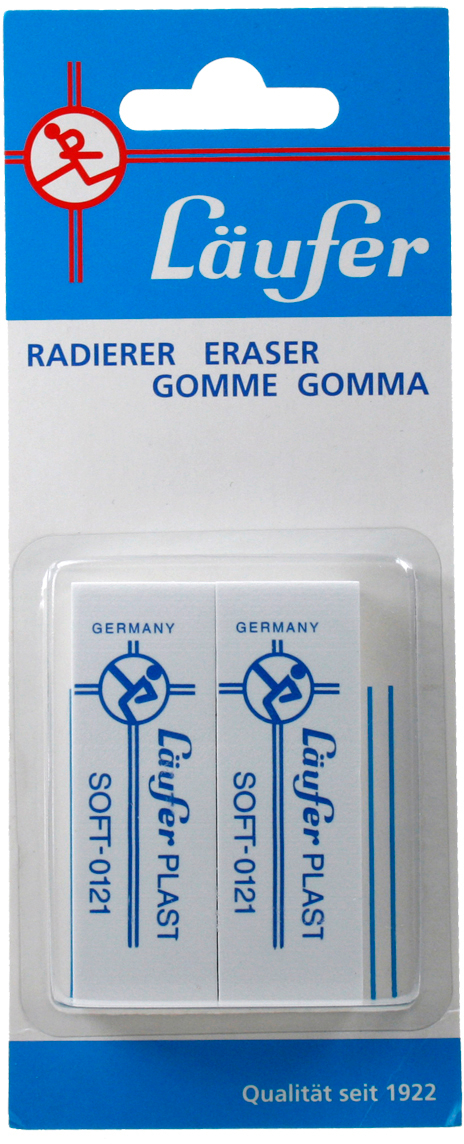 Läufer
RADIERER ERASER
GOMME GOMMA
GERMANY
Läufer PLAST
SOFT-0121
GERMANY
Läufer PLAST
SOFT-0121
Qualität seit 1922